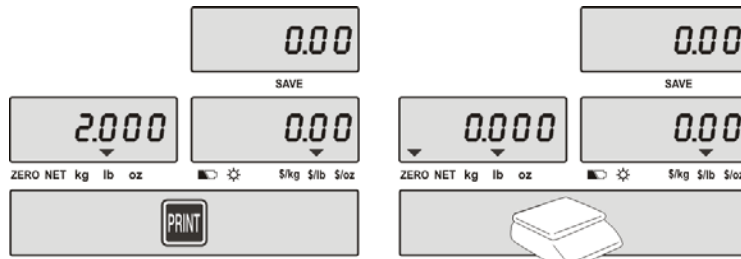 0.00
SAVE
2.000
0.00
ZERO NET kg lb oz
$/kg $/lb $/oz
PRINT
0.00
SAVE
0.000
0.00
ZERO NET kg lb oz
$/kg $/lb $/oz